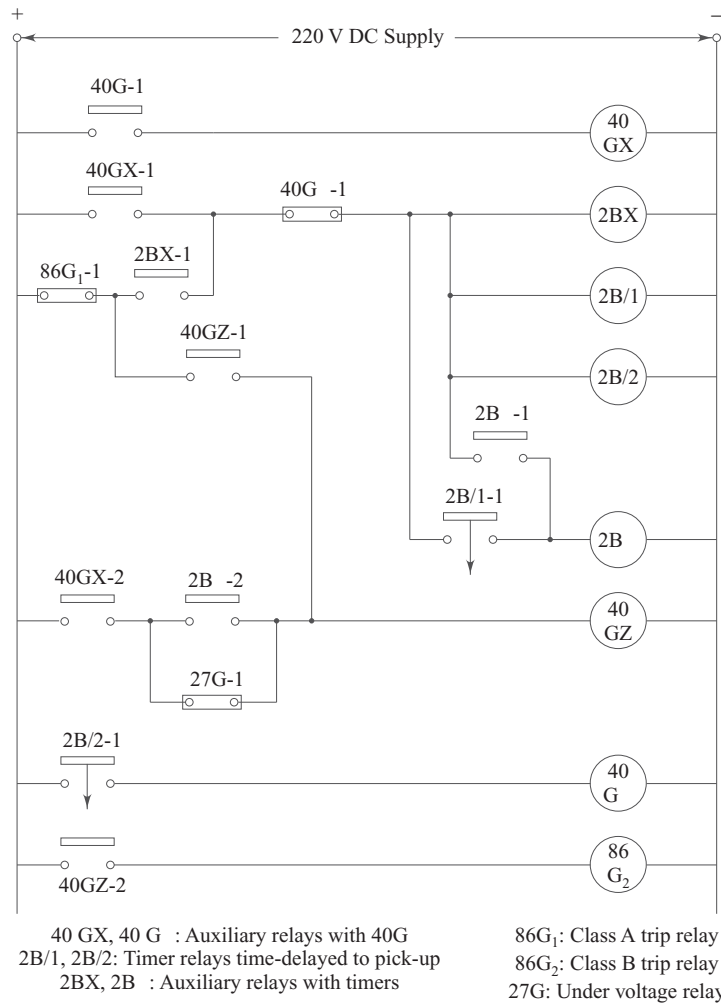 + –
220 V DC Supply
40G-1
40
GX
40GX-1
40G -1
2BX
2BX-1
86G₁-1
2B/1
40GZ-1
2B/2
2B -1
2B/1-1
2B
40GX-2
2B -2
40
GZ
27G-1
2B/2-1
40
G
86
G₂
40GZ-2
40 GX, 40 G : Auxiliary relays with 40G
2B/1, 2B/2: Timer relays time-delayed to pick-up
2BX, 2B : Auxiliary relays with timers
86G₁: Class A trip relay
86G₂: Class B trip relay
27G: Under voltage relay